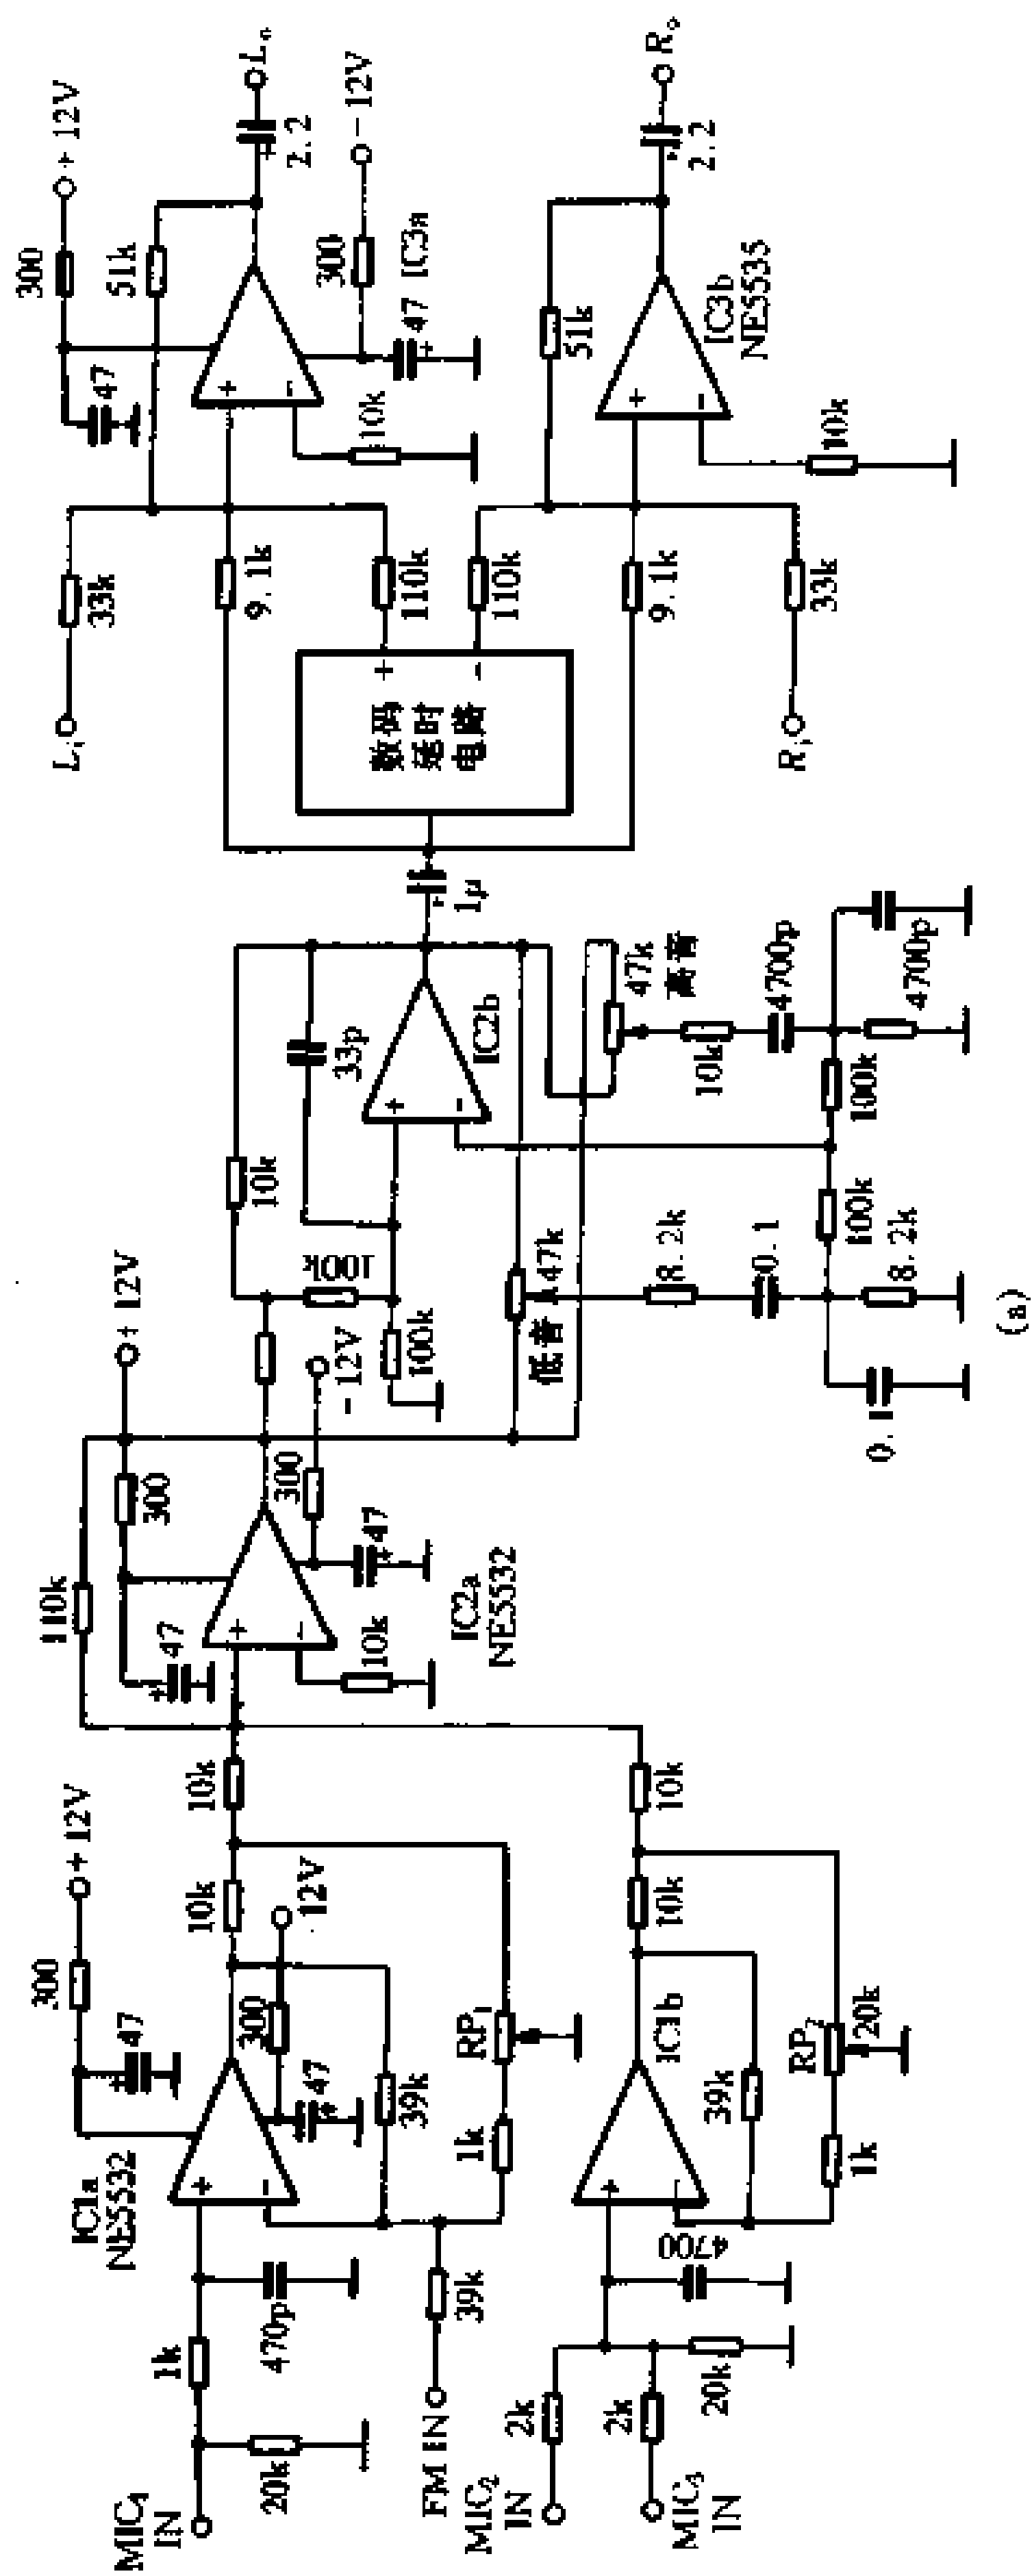 MIC₁
IN
20k
1k
470p
IC1a
NE5532
47
300
+12V
47
300
12V
39k
10k
10k
FM IN
39k
1k
RP₁
MIC₂
IN
2k
MIC₃
IN
2k
20k
4700
IC1b
39k
10k
10k
1k
RP₂
20k
110k
47
300
+12V
10k
IC2a
NE5532
47
300
-12V
10k
33p
100k
100k
IC2b
1μ
低音
47k
8.2k
0.1
0.1
8.2k
100k
100k
47k
高音
10k
4700p
4700p
数码
延时
电路
+
-
Lᵢ
33k
9.1k
110k
110k
9.1k
Rᵢ
33k
47
300
+12V
51k
10k
47
300
-12V
IC3a
2.2
Lₒ
51k
10k
IC3b
NE5535
2.2
Rₒ
(a)